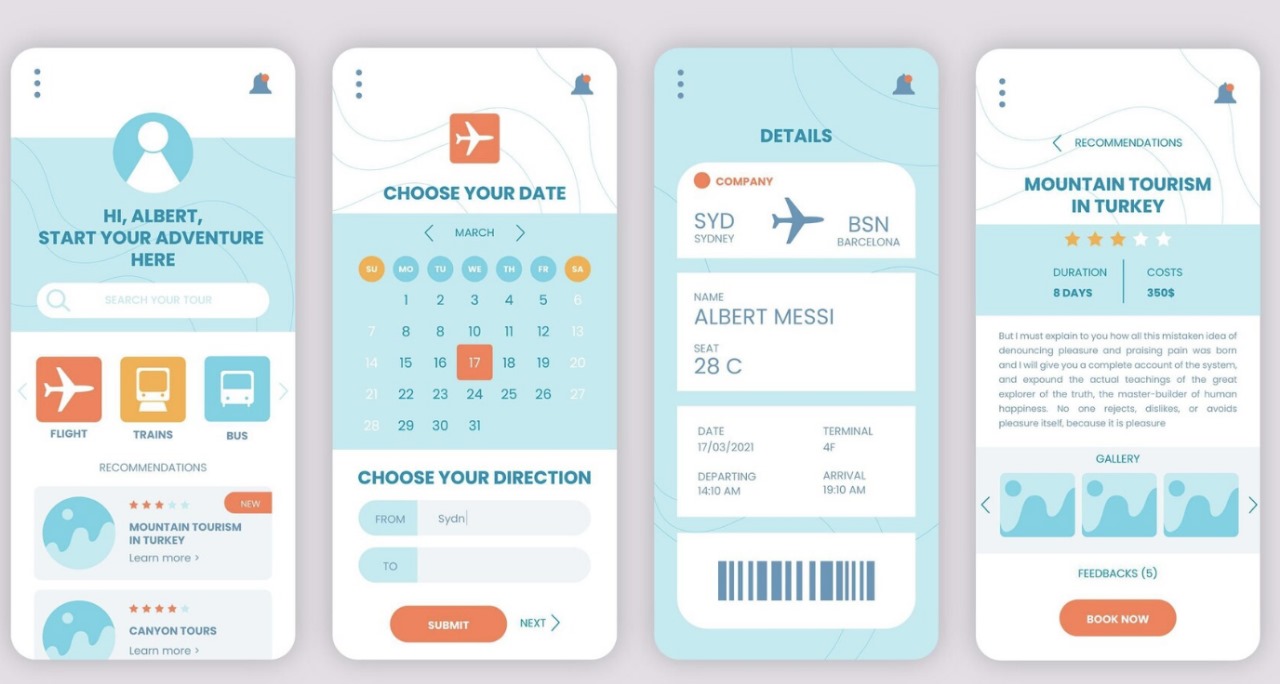 HI, ALBERT,
START YOUR ADVENTURE
HERE
SEARCH YOUR TOUR
FLIGHT TRAINS BUS
RECOMMENDATIONS
NEW
MOUNTAIN TOURISM
IN TURKEY
Learn more >
CANYON TOURS
Learn more >
CHOOSE YOUR DATE
MARCH
SU MO TU WE TH FR SA
1 2 3 4 5 6
7 8 8 10 11 12 13
14 15 16 17 18 19 20
21 22 23 24 25 26 27
28 29 30 31
CHOOSE YOUR DIRECTION
FROM Sydn
TO
SUBMIT NEXT
DETAILS
COMPANY
SYD BSN
SYDNEY BARCELONA
NAME
ALBERT MESSI
SEAT
28 C
DATE TERMINAL
17/03/2021 4F
DEPARTING ARRIVAL
14:10 AM 19:10 AM
RECOMMENDATIONS
MOUNTAIN TOURISM
IN TURKEY
DURATION COSTS
8 DAYS 350$
But I must explain to you how all this mistaken idea of
denouncing pleasure and praising pain was born
and I will give you a complete account of the system,
and expound the actual teachings of the great
explorer of the truth, the master-builder of human
happiness. No one rejects, dislikes, or avoids
pleasure itself, because it is pleasure
GALLERY
FEEDBACKS (5)
BOOK NOW